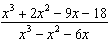 x³ + 2x² − 9x − 18
x³ − x² − 6x